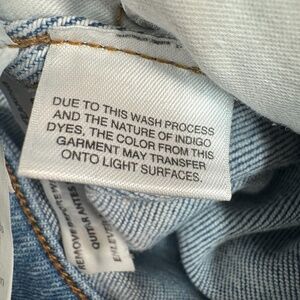 DUE TO THIS WASH PROCESS
AND THE NATURE OF INDIGO
DYES, THE COLOR FROM THIS
GARMENT MAY TRANSFER
ONTO LIGHT SURFACES.
REMOVE